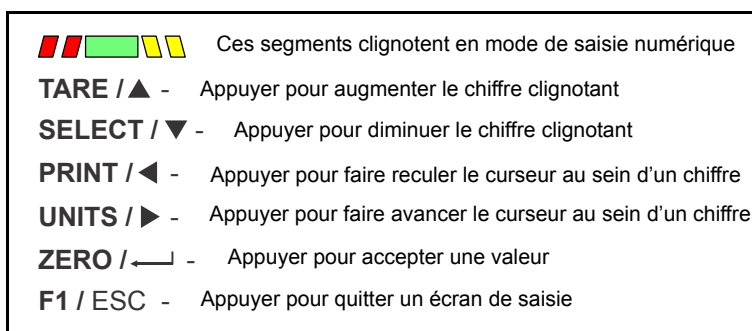 Ces segments clignotent en mode de saisie numérique
TARE / ▲ - Appuyer pour augmenter le chiffre clignotant
SELECT / ▼ - Appuyer pour diminuer le chiffre clignotant
PRINT / ◀ - Appuyer pour faire reculer le curseur au sein d’un chiffre
UNITS / ▶ - Appuyer pour faire avancer le curseur au sein d’un chiffre
ZERO / ↵ - Appuyer pour accepter une valeur
F1 / ESC - Appuyer pour quitter un écran de saisie